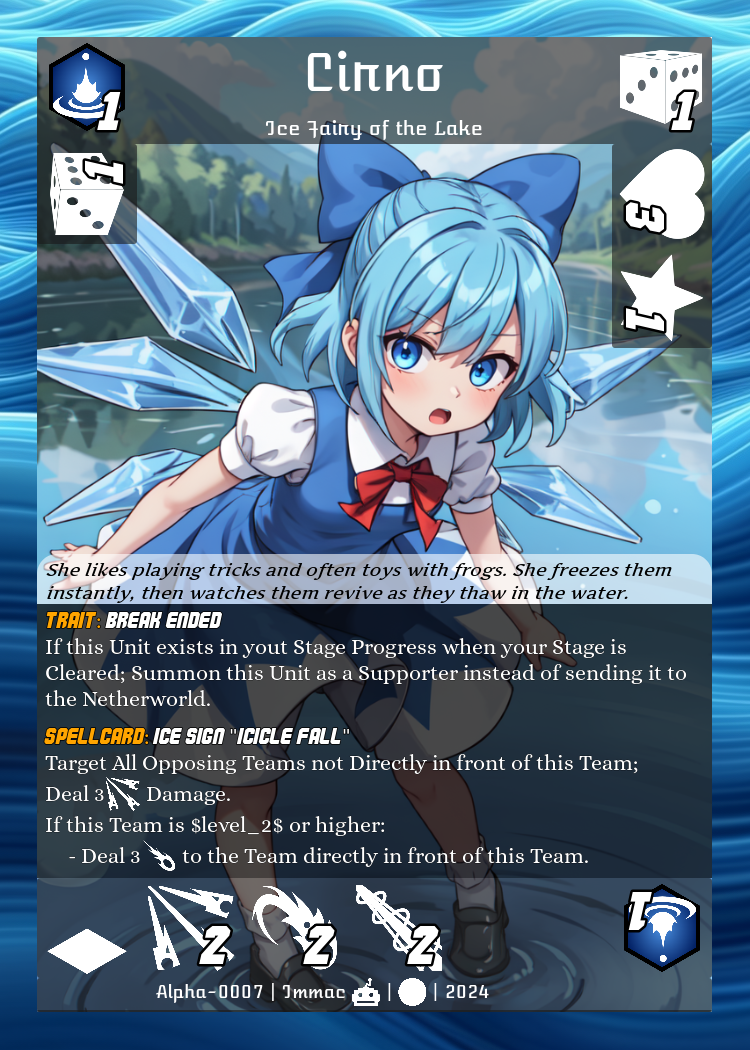 Cirno
1
1
Ice Fairy of the Lake
1
3
1
She likes playing tricks and often toys with frogs. She freezes them
instantly, then watches them revive as they thaw in the water.
TRAIT: BREAK ENDED
If this Unit exists in yout Stage Progress when your Stage is
Cleared; Summon this Unit as a Supporter instead of sending it to
the Netherworld.
SPELLCARD: ICE SIGN "ICICLE FALL"
Target All Opposing Teams not Directly in front of this Team;
Deal 3 Damage.
If this Team is $level_2$ or higher:
- Deal 3 to the Team directly in front of this Team.
2 2 2
1
Alpha-0007 | Immac | | 2024